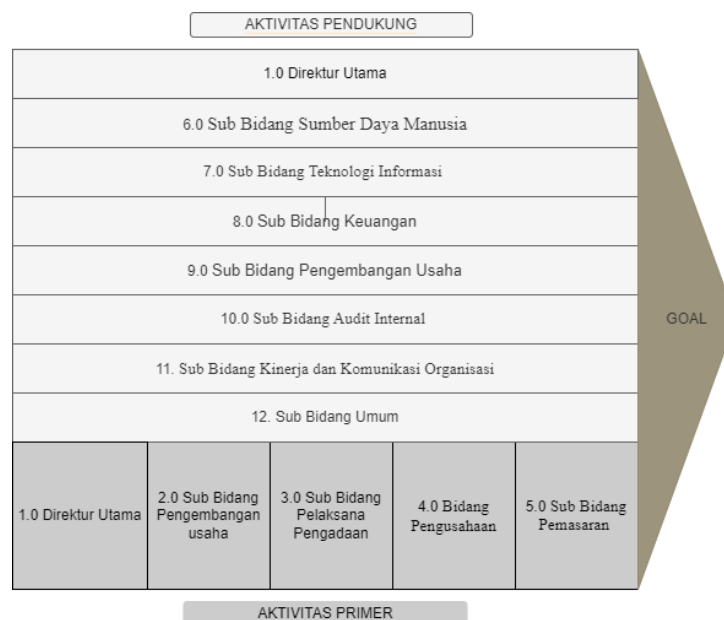 AKTIVITAS PENDUKUNG
1.0 Direktur Utama
6.0 Sub Bidang Sumber Daya Manusia
7.0 Sub Bidang Teknologi Informasi
8.0 Sub Bidang Keuangan
9.0 Sub Bidang Pengembangan Usaha
10.0 Sub Bidang Audit Internal
GOAL
11. Sub Bidang Kinerja dan Komunikasi Organisasi
12. Sub Bidang Umum
1.0 Direktur Utama
2.0 Sub Bidang
Pengembangan
usaha
3.0 Sub Bidang
Pelaksana
Pengadaan
4.0 Bidang
Pengusahaan
5.0 Sub Bidang
Pemasaran
AKTIVITAS PRIMER